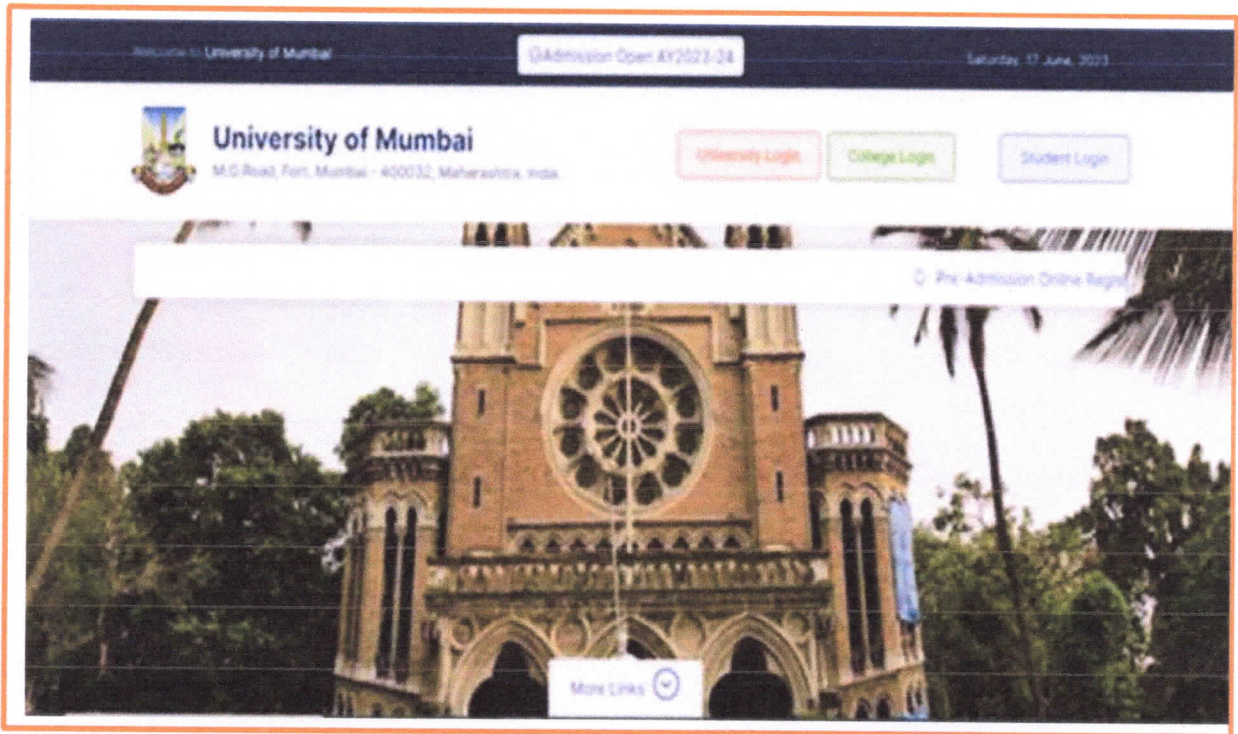 Welcome to University of Mumbai
Admission Open AY2023-24
Saturday, 17 June, 2023
University of Mumbai
M.G.Road, Fort, Mumbai - 400032, Maharashtra, India.
University Login
College Login
Student Login
Pre-Admission Online Regis
More Links